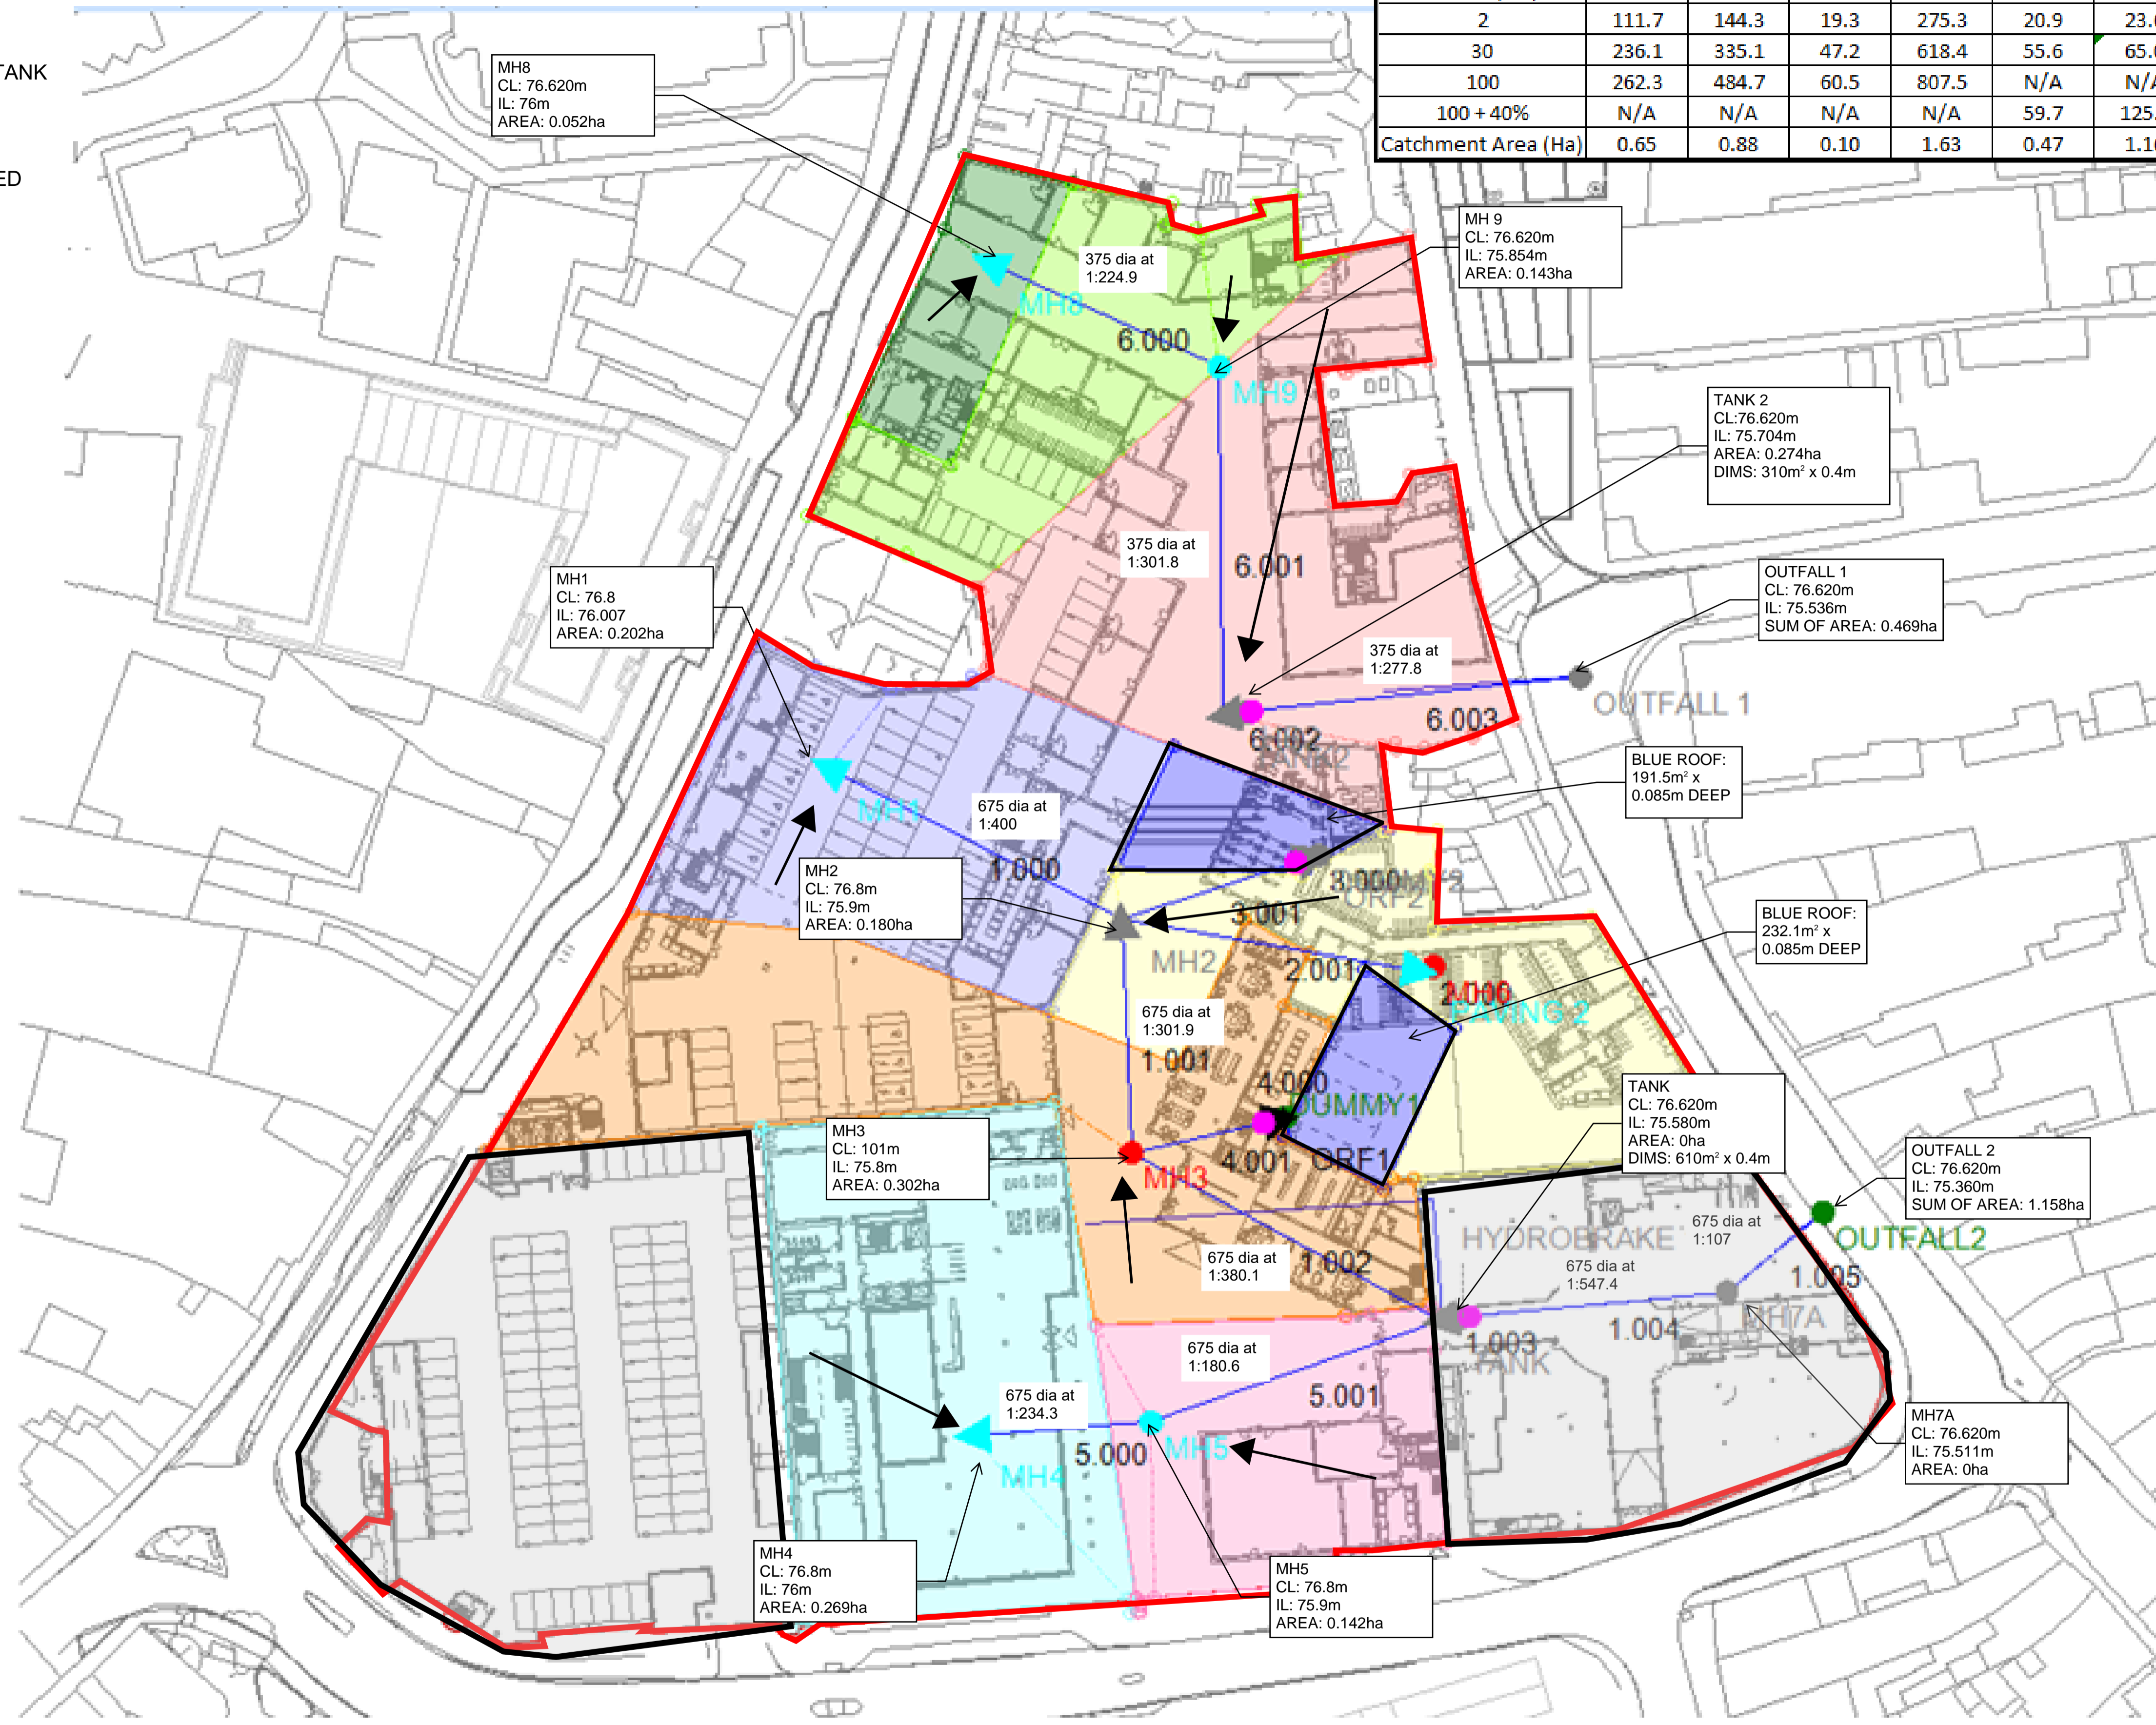 TANK
ED
2 111.7 144.3 19.3 275.3 20.9
30 236.1 335.1 47.2 618.4 55.6
100 262.3 484.7 60.5 807.5 N/A
100 + 40% N/A N/A N/A N/A 59.7
Catchment Area (Ha) 0.65 0.88 0.10 1.63 0.47
MH8
CL: 76.620m
IL: 76m
AREA: 0.052ha
MH 9
CL: 76.620m
IL: 75.854m
AREA: 0.143ha
375 dia at
1:224.9
MH8
6.000
MH9
TANK 2
CL:76.620m
IL: 75.704m
AREA: 0.274ha
DIMS: 310m² x 0.4m
375 dia at
1:301.8
6.001
MH1
CL: 76.8
IL: 76.007
AREA: 0.202ha
OUTFALL 1
CL: 76.620m
IL: 75.536m
SUM OF AREA: 0.469ha
375 dia at
1:277.8
OUTFALL 1
6.003
6.002
TANK2
BLUE ROOF:
191.5m² x
0.085m DEEP
MH1
675 dia at
1:400
1.000
MH2
CL: 76.8m
IL: 75.9m
AREA: 0.180ha
3.000
ORF2
3.001
BLUE ROOF:
232.1m² x
0.085m DEEP
MH2
2.001
2.000
MH6
PAVING 2
675 dia at
1:301.9
1.001
4.000
DUMMY1
TANK
CL: 76.620m
IL: 75.580m
AREA: 0ha
DIMS: 610m² x 0.4m
MH3
CL: 101m
IL: 75.8m
AREA: 0.302ha
4.001
ORF1
MH3
OUTFALL 2
CL: 76.620m
IL: 75.360m
SUM OF AREA: 1.158ha
HYDROBRAKE
675 dia at
1:107
OUTFALL2
675 dia at
1:380.1
1.002
675 dia at
1:547.4
1.005
MH7A
1.004
1.003
TANK
675 dia at
1:180.6
5.001
675 dia at
1:234.3
5.000
MH5
MH4
MH7A
CL: 76.620m
IL: 75.511m
AREA: 0ha
MH4
CL: 76.8m
IL: 76m
AREA: 0.269ha
MH5
CL: 76.8m
IL: 75.9m
AREA: 0.142ha